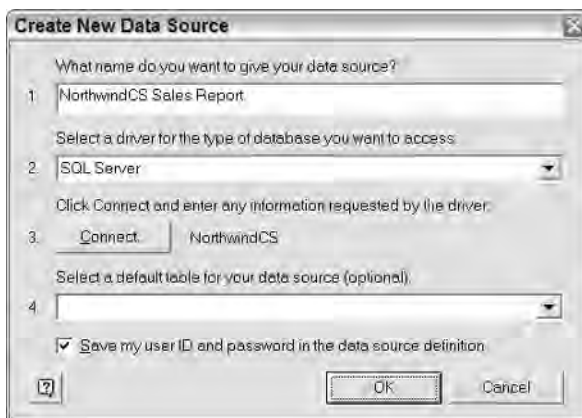 Create New Data Source
What name do you want to give your data source?
1. NorthwindCS Sales Report
Select a driver for the type of database you want to access
2. SQL Server
Click Connect and enter any information requested by the driver:
3. Connect. NorthwindCS
Select a default table for your data source (optional).
4.
Save my user ID and password in the data source definition
? OK Cancel